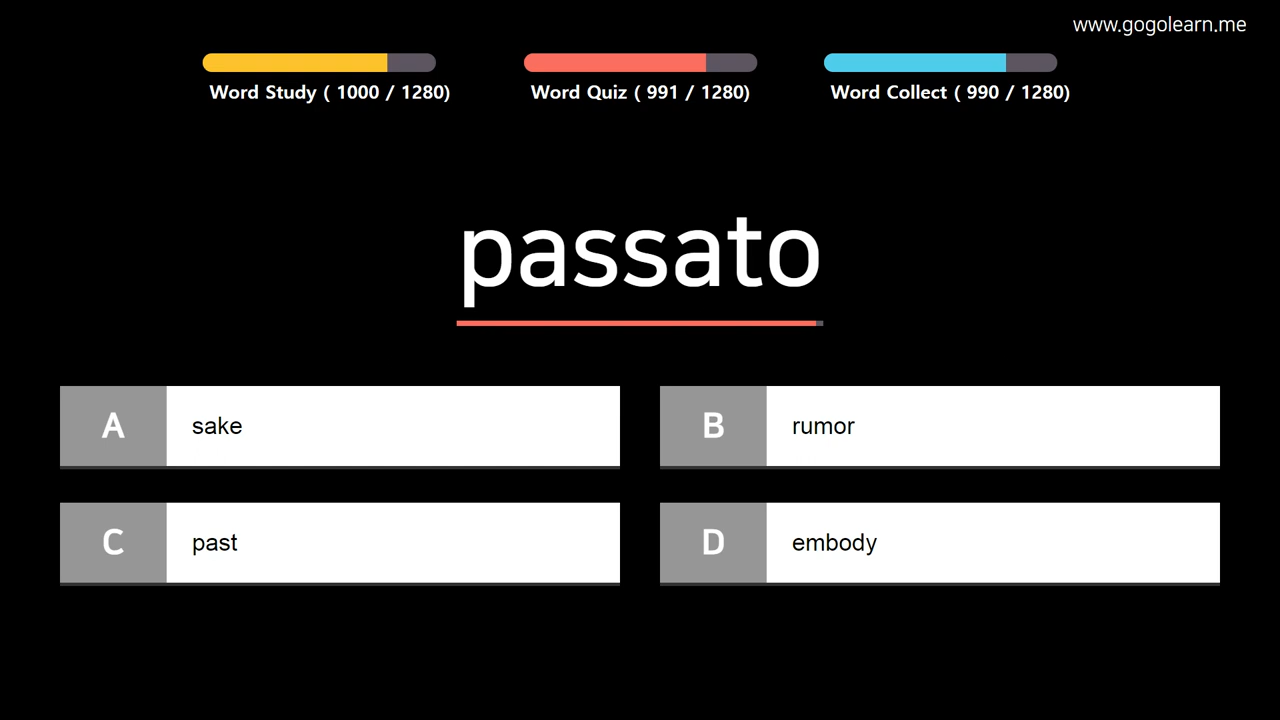 www.gogolearn.me
Word Study ( 1000 / 1280)
Word Quiz ( 991 / 1280)
Word Collect ( 990 / 1280)
passato
A sake
B rumor
C past
D embody